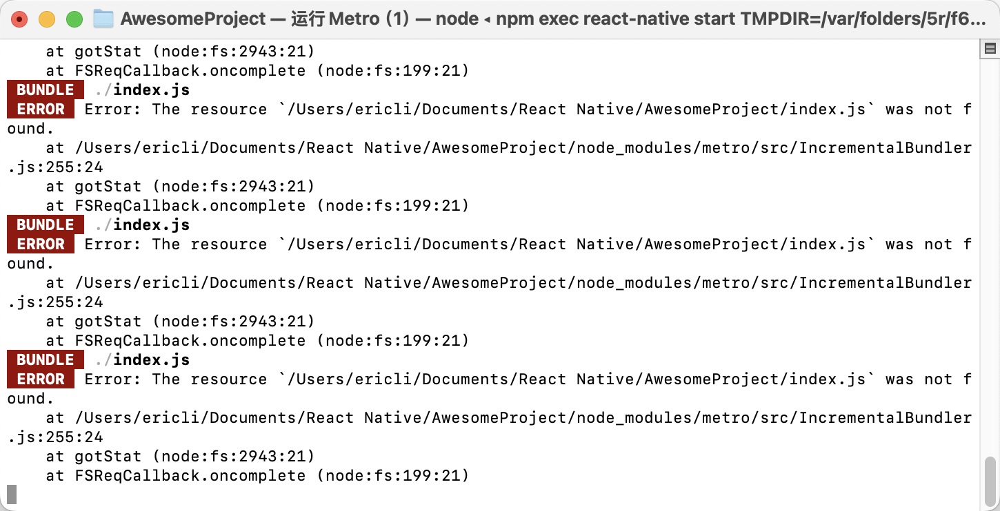 AwesomeProject — 运行 Metro (1) — node ◂ npm exec react-native start TMPDIR=/var/folders/5r/f6...
    at gotStat (node:fs:2943:21)
    at FSReqCallback.oncomplete (node:fs:199:21)
BUNDLE ./index.js
ERROR Error: The resource `/Users/ericli/Documents/React Native/AwesomeProject/index.js` was not f
ound.
    at /Users/ericli/Documents/React Native/AwesomeProject/node_modules/metro/src/IncrementalBundler
.js:255:24
    at gotStat (node:fs:2943:21)
    at FSReqCallback.oncomplete (node:fs:199:21)
BUNDLE ./index.js
ERROR Error: The resource `/Users/ericli/Documents/React Native/AwesomeProject/index.js` was not f
ound.
    at /Users/ericli/Documents/React Native/AwesomeProject/node_modules/metro/src/IncrementalBundler
.js:255:24
    at gotStat (node:fs:2943:21)
    at FSReqCallback.oncomplete (node:fs:199:21)
BUNDLE ./index.js
ERROR Error: The resource `/Users/ericli/Documents/React Native/AwesomeProject/index.js` was not f
ound.
    at /Users/ericli/Documents/React Native/AwesomeProject/node_modules/metro/src/IncrementalBundler
.js:255:24
    at gotStat (node:fs:2943:21)
    at FSReqCallback.oncomplete (node:fs:199:21)